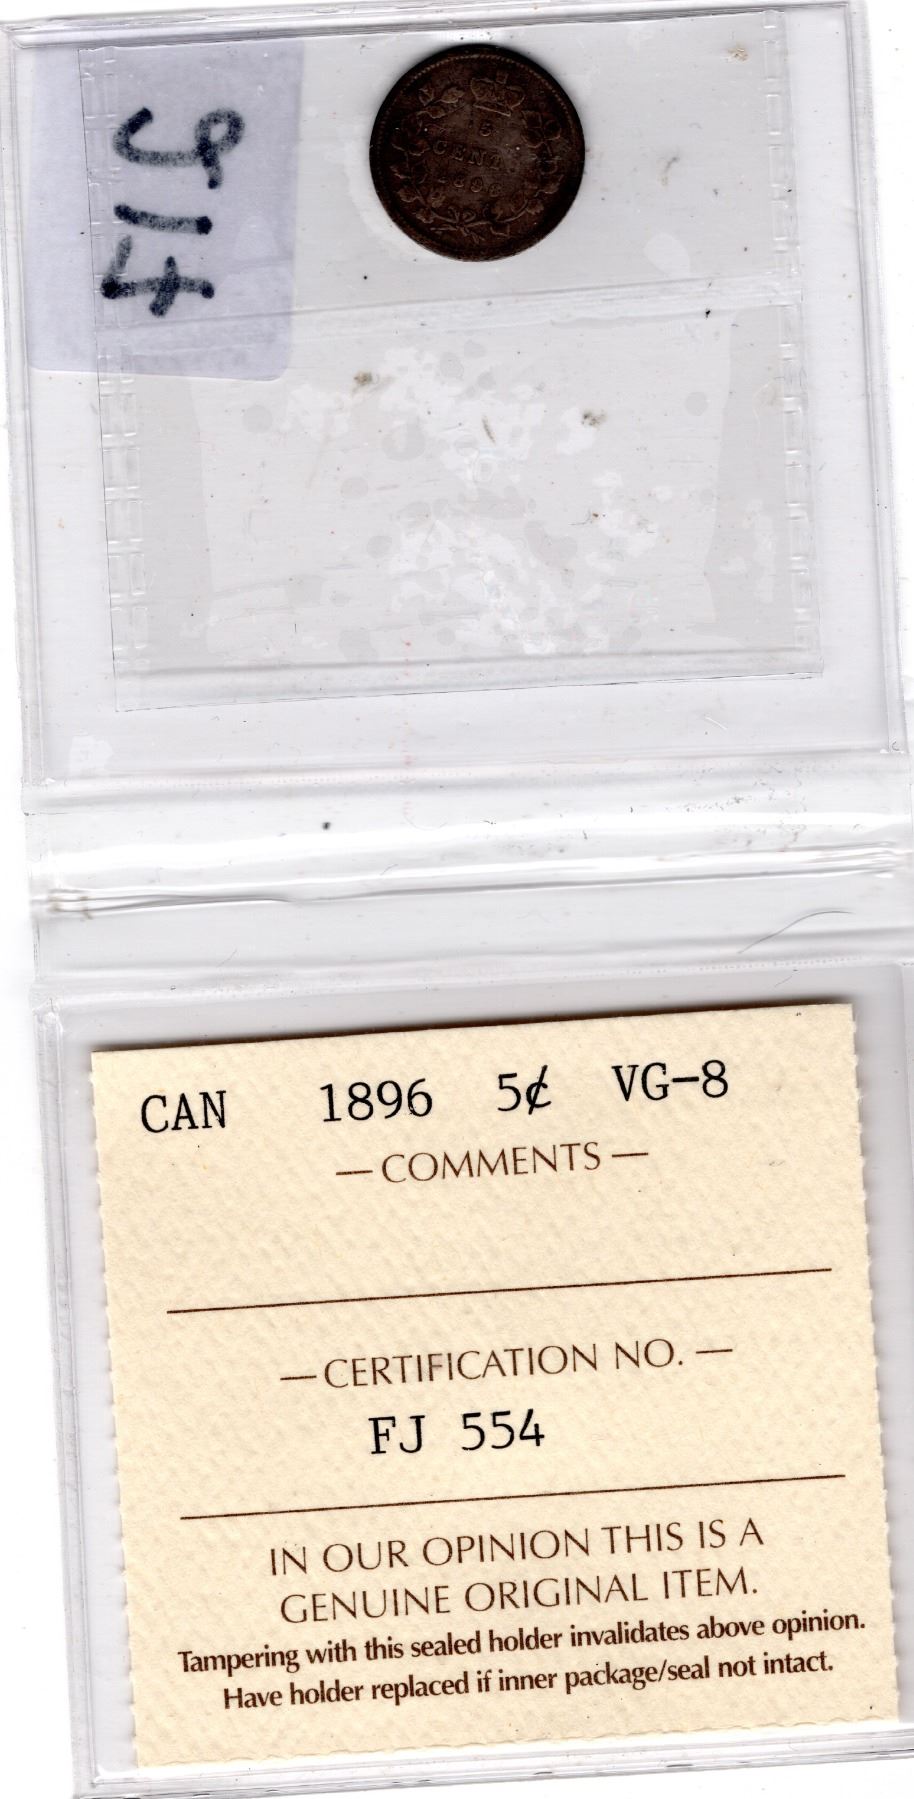 5
CENTS
CAN 1896 5¢ VG-8
— COMMENTS —
— CERTIFICATION NO. —
FJ 554
IN OUR OPINION THIS IS A
GENUINE ORIGINAL ITEM.
Tampering with this sealed holder invalidates above opinion.
Have holder replaced if inner package/seal not intact.